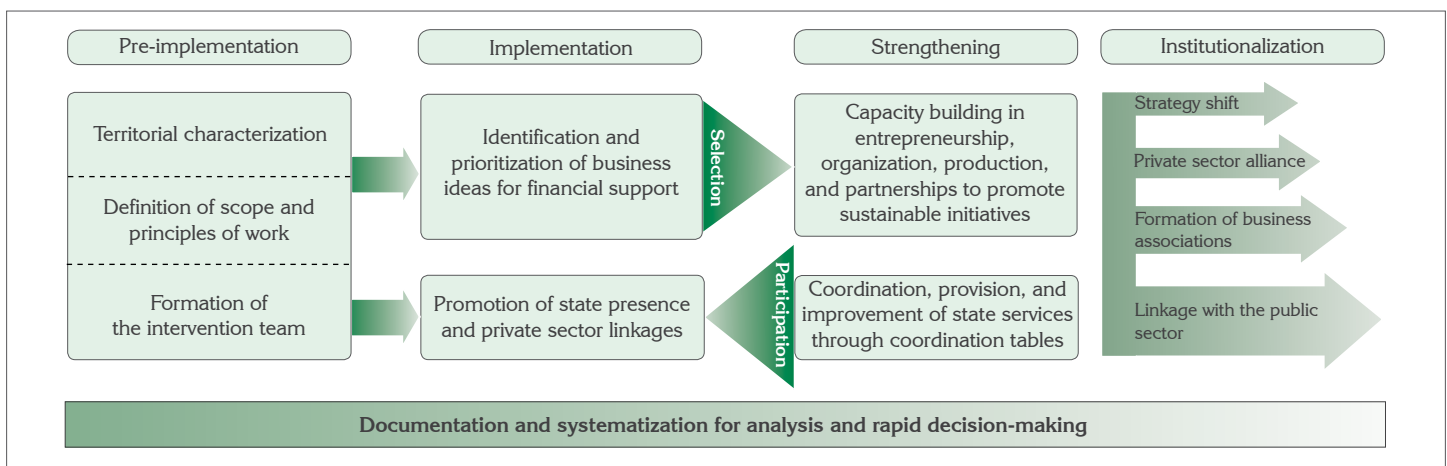 Pre-implementation
Implementation
Strengthening
Institutionalization
Territorial characterization
Definition of scope and
principles of work
Formation of
the intervention team
Identification and
prioritization of business
ideas for financial support
Selection
Capacity building in
entrepreneurship,
organization, production,
and partnerships to promote
sustainable initiatives
Promotion of state presence
and private sector linkages
Participation
Coordination, provision, and
improvement of state services
through coordination tables
Strategy shift
Private sector alliance
Formation of business
associations
Linkage with the public
sector
Documentation and systematization for analysis and rapid decision-making